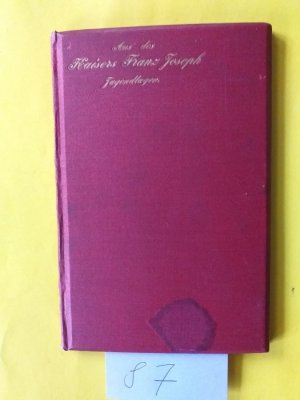 Aus des
Kaisers Franz Joseph
Jugendtagen
87